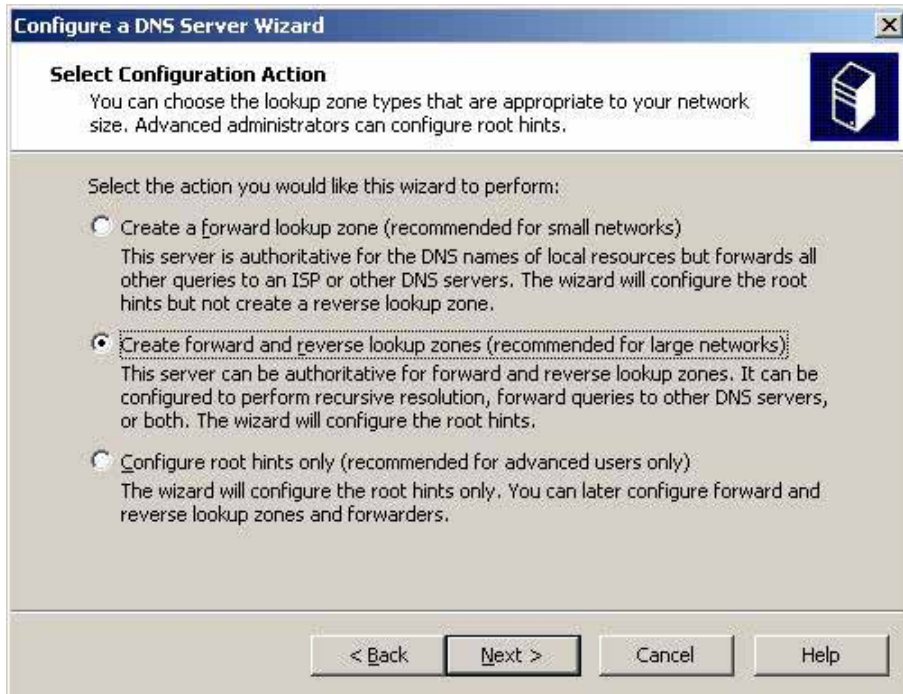 Configure a DNS Server Wizard
Select Configuration Action
You can choose the lookup zone types that are appropriate to your network
size. Advanced administrators can configure root hints.
Select the action you would like this wizard to perform:
Create a forward lookup zone (recommended for small networks)
This server is authoritative for the DNS names of local resources but forwards all
other queries to an ISP or other DNS servers. The wizard will configure the root
hints but not create a reverse lookup zone.
Create forward and reverse lookup zones (recommended for large networks)
This server can be authoritative for forward and reverse lookup zones. It can be
configured to perform recursive resolution, forward queries to other DNS servers,
or both. The wizard will configure the root hints.
Configure root hints only (recommended for advanced users only)
The wizard will configure the root hints only. You can later configure forward and
reverse lookup zones and forwarders.
< Back Next > Cancel Help